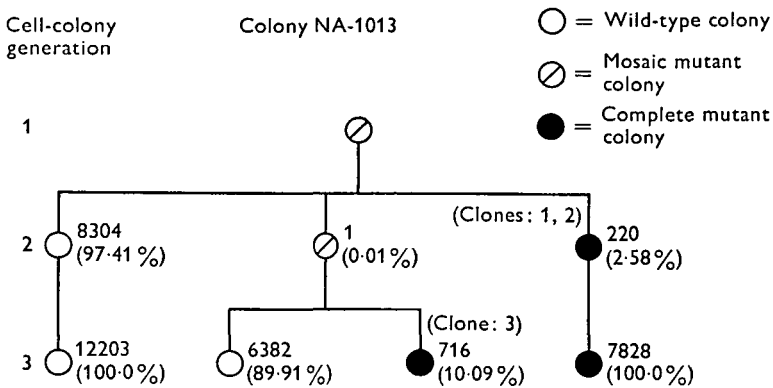 Cell-colony
generation
Colony NA-1013
= Wild-type colony
= Mosaic mutant
colony
= Complete mutant
colony
1
2
8304
(97·41 %)
1
(0·01 %)
(Clones: 1, 2)
220
(2·58 %)
3
12203
(100·0 %)
6382
(89·91 %)
(Clone: 3)
716
(10·09 %)
7828
(100·0 %)